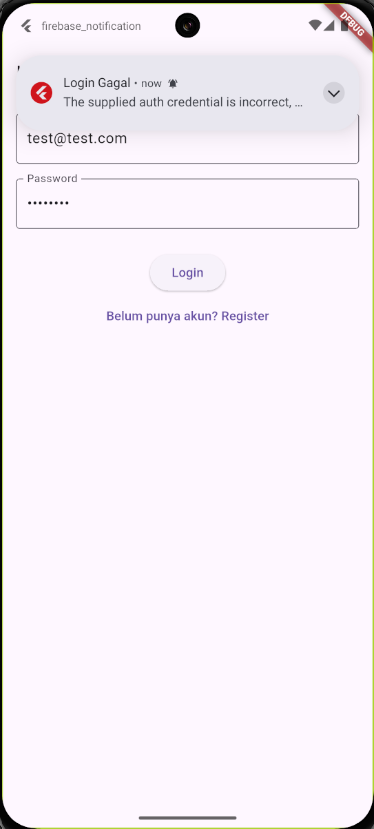 firebase_notification
DEBUG
Login Gagal • now
The supplied auth credential is incorrect, ...
test@test.com
Password
••••••••
Login
Belum punya akun? Register